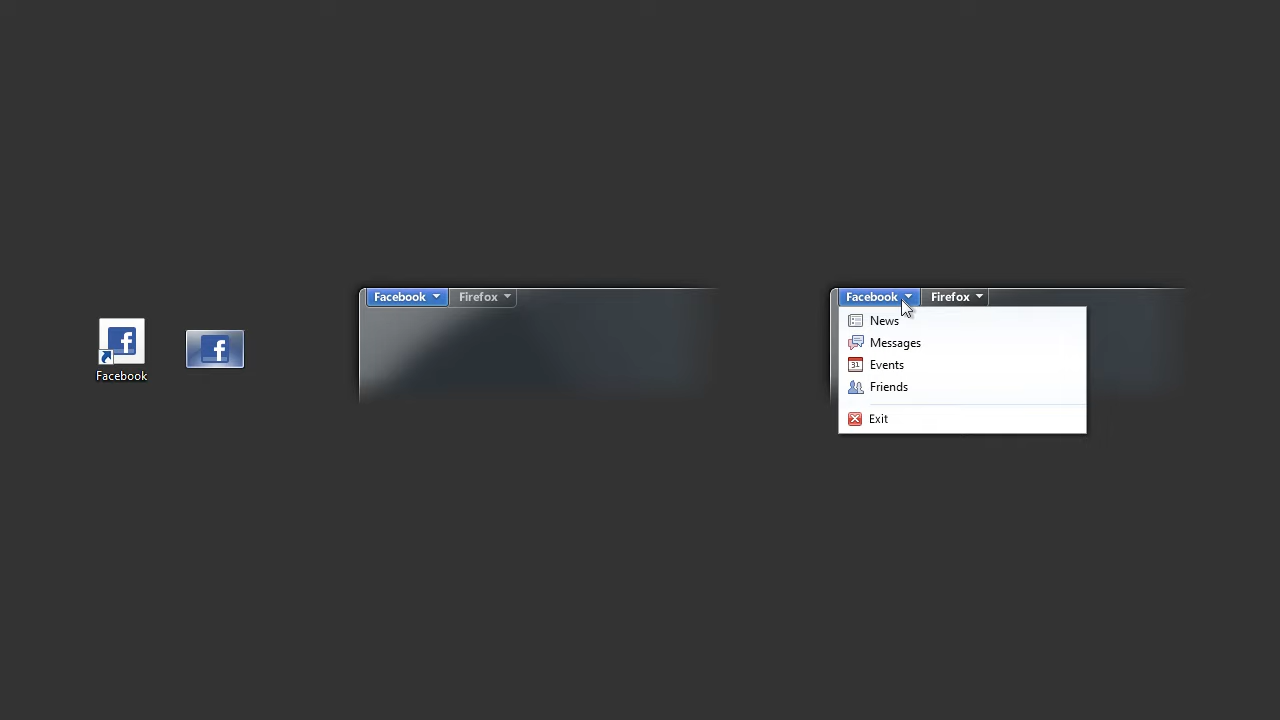 Facebook
Facebook Firefox
Facebook Firefox
News
Messages
31 Events
Friends
Exit